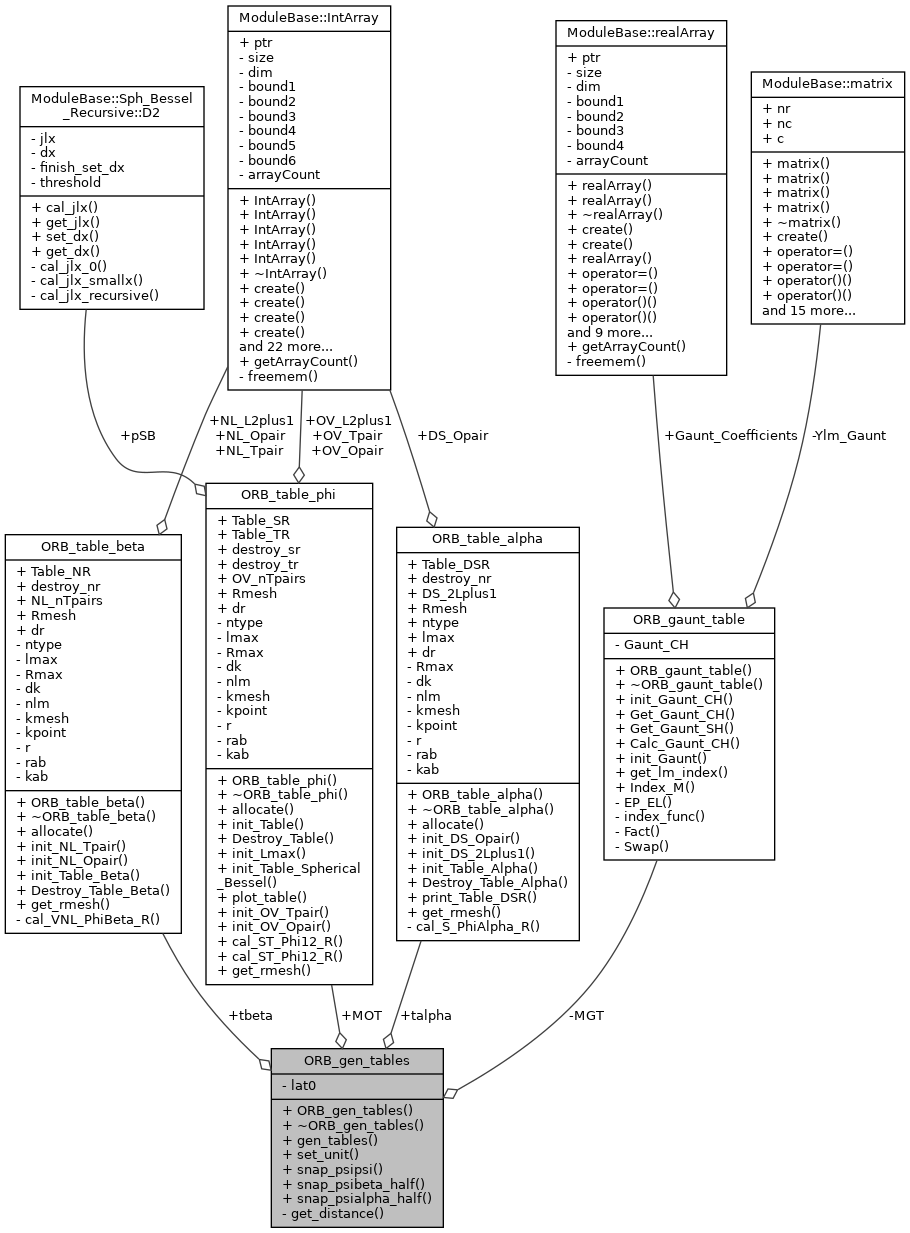 ModuleBase::IntArray
+ ptr
- size
- dim
- bound1
- bound2
- bound3
- bound4
- bound5
- bound6
- arrayCount
+ IntArray()
+ IntArray()
+ IntArray()
+ IntArray()
+ IntArray()
+ ~IntArray()
+ create()
+ create()
+ create()
+ create()
and 22 more...
+ getArrayCount()
- freemem()
ModuleBase::realArray
+ ptr
- size
- dim
- bound1
- bound2
- bound3
- bound4
- arrayCount
+ realArray()
+ realArray()
+ ~realArray()
+ create()
+ create()
+ realArray()
+ operator=()
+ operator=()
+ operator()()
+ operator()()
and 9 more...
+ getArrayCount()
- freemem()
ModuleBase::matrix
+ nr
+ nc
+ c
+ matrix()
+ matrix()
+ matrix()
+ matrix()
+ ~matrix()
+ create()
+ operator=()
+ operator=()
+ operator()()
+ operator()()
and 15 more...
ModuleBase::Sph_Bessel
_Recursive::D2
- jlx
- dx
- finish_set_dx
- threshold
+ cal_jlx()
+ get_jlx()
+ set_dx()
+ get_dx()
- cal_jlx_0()
- cal_jlx_smallx()
- cal_jlx_recursive()
+pSB
+NL_L2plus1
+NL_Opair
+NL_Tpair
+OV_L2plus1
+OV_Tpair
+OV_Opair
+DS_Opair
+Gaunt_Coefficients
-Ylm_Gaunt
ORB_table_beta
+ Table_NR
+ destroy_nr
+ NL_nTpairs
+ Rmesh
+ dr
- ntype
- lmax
- Rmax
- dk
- nlm
- kmesh
- kpoint
- r
- rab
- kab
+ ORB_table_beta()
+ ~ORB_table_beta()
+ allocate()
+ init_NL_Tpair()
+ init_NL_Opair()
+ init_Table_Beta()
+ Destroy_Table_Beta()
+ get_rmesh()
- cal_VNL_PhiBeta_R()
ORB_table_phi
+ Table_SR
+ Table_TR
+ destroy_sr
+ destroy_tr
+ OV_nTpairs
+ Rmesh
+ dr
- ntype
- lmax
- Rmax
- dk
- nlm
- kmesh
- kpoint
- r
- rab
- kab
+ ORB_table_phi()
+ ~ORB_table_phi()
+ allocate()
+ init_Table()
+ Destroy_Table()
+ init_Lmax()
+ init_Table_Spherical
_Bessel()
+ plot_table()
+ init_OV_Tpair()
+ init_OV_Opair()
+ cal_ST_Phi12_R()
+ cal_ST_Phi12_R()
+ get_rmesh()
ORB_table_alpha
+ Table_DSR
+ destroy_nr
+ DS_2Lplus1
+ Rmesh
+ ntype
+ lmax
+ dr
- Rmax
- dk
- nlm
- kmesh
- kpoint
- r
- rab
- kab
+ ORB_table_alpha()
+ ~ORB_table_alpha()
+ allocate()
+ init_DS_Opair()
+ init_DS_2Lplus1()
+ init_Table_Alpha()
+ Destroy_Table_Alpha()
+ print_Table_DSR()
+ get_rmesh()
- cal_S_PhiAlpha_R()
ORB_gaunt_table
- Gaunt_CH
+ ORB_gaunt_table()
+ ~ORB_gaunt_table()
+ init_Gaunt_CH()
+ Get_Gaunt_CH()
+ Get_Gaunt_SH()
+ Calc_Gaunt_CH()
+ init_Gaunt()
+ get_lm_index()
+ Index_M()
- EP_EL()
- index_func()
- Fact()
- Swap()
+tbeta
+MOT
+talpha
-MGT
ORB_gen_tables
- lat0
+ ORB_gen_tables()
+ ~ORB_gen_tables()
+ gen_tables()
+ set_unit()
+ snap_psipsi()
+ snap_psibeta_half()
+ snap_psialpha_half()
- get_distance()